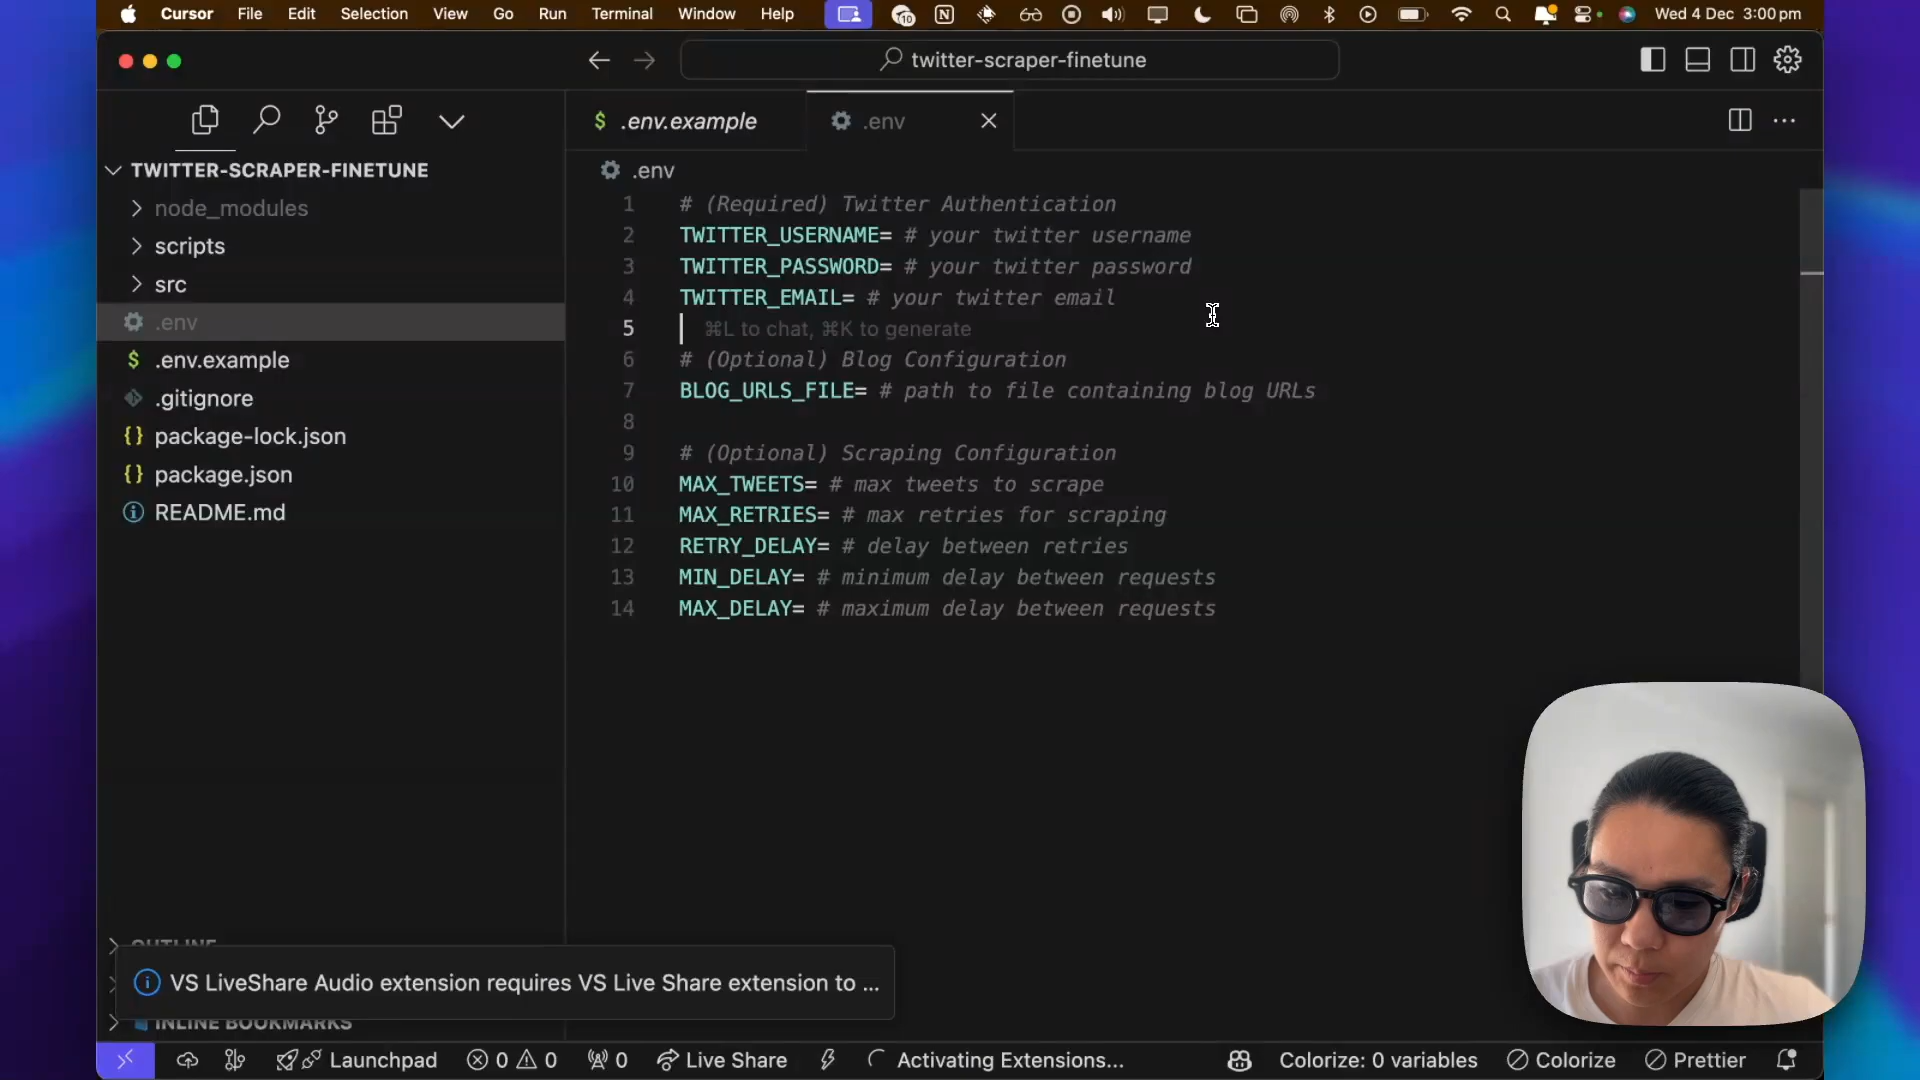 Cursor File Edit Selection View Go Run Terminal Window Help 10 Wed 4 Dec 3:00 pm
twitter-scraper-finetune
$ .env.example .env
TWITTER-SCRAPER-FINETUNE
node_modules
scripts
src
.env
$ .env.example
.gitignore
{} package-lock.json
{} package.json
README.md
OUTLINE
INLINE BOOKMARKS
.env
1 # (Required) Twitter Authentication
2 TWITTER_USERNAME= # your twitter username
3 TWITTER_PASSWORD= # your twitter password
4 TWITTER_EMAIL= # your twitter email
5 ⌘L to chat, ⌘K to generate
6 # (Optional) Blog Configuration
7 BLOG_URLS_FILE= # path to file containing blog URLs
8
9 # (Optional) Scraping Configuration
10 MAX_TWEETS= # max tweets to scrape
11 MAX_RETRIES= # max retries for scraping
12 RETRY_DELAY= # delay between retries
13 MIN_DELAY= # minimum delay between requests
14 MAX_DELAY= # maximum delay between requests
VS LiveShare Audio extension requires VS Live Share extension to ...
Launchpad 0 0 0 Live Share Activating Extensions... Colorize: 0 variables Colorize Prettier